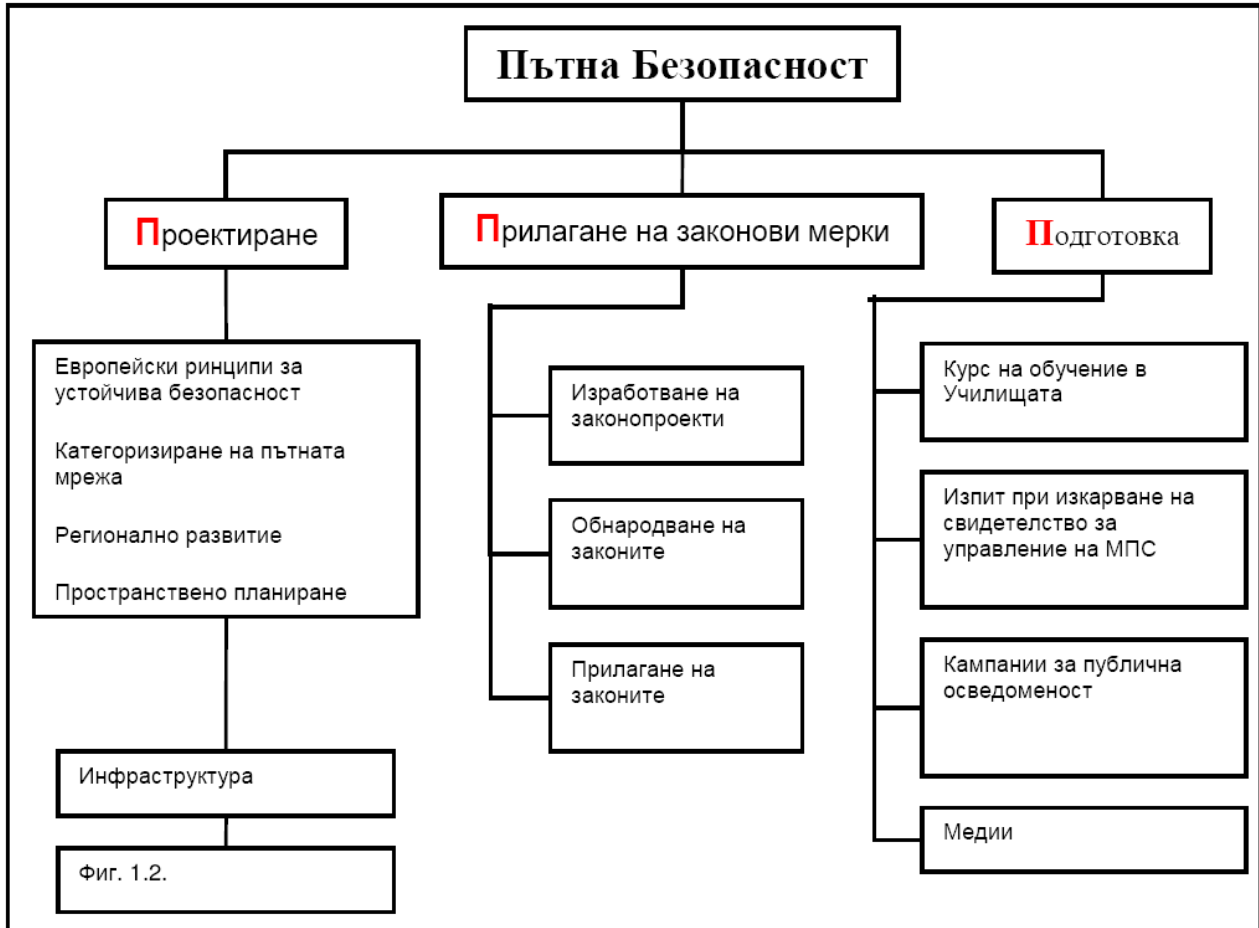 Пътна Безопасност
Проектиране
Прилагане на законови мерки
Подготовка
Европейски ринципи за
устойчива безопасност
Категоризиране на пътната
мрежа
Регионално развитие
Пространствено планиране
Инфраструктура
Фиг. 1.2.
Изработване на
законопроекти
Обнародване на
законите
Прилагане на
законите
Курс на обучение в
Училищата
Изпит при изкарване на
свидетелство за
управление на МПС
Кампании за публична
осведоменост
Медии